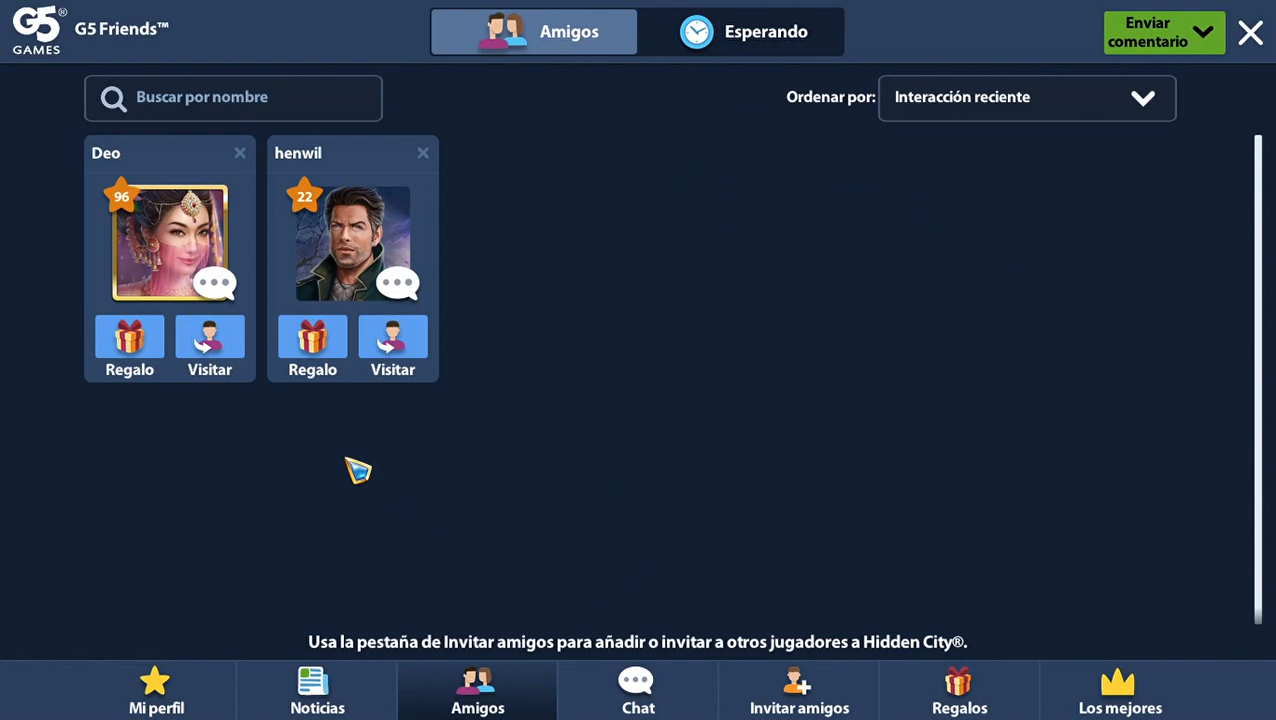 G5® GAMES
G5 Friends™
Amigos
Esperando
Enviar
comentario
Buscar por nombre
Ordenar por:
Interacción reciente
Deo
96
Regalo
Visitar
henwil
22
Regalo
Visitar
Usa la pestaña de Invitar amigos para añadir o invitar a otros jugadores a Hidden City®.
Mi perfil
Noticias
Amigos
Chat
Invitar amigos
Regalos
Los mejores